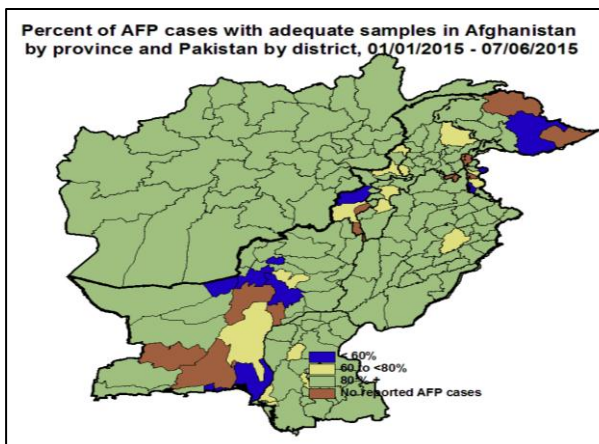 Percent of AFP cases with adequate samples in Afghanistan
by province and Pakistan by district, 01/01/2015 - 07/06/2015
< 60%
60 to <80%
80 % +
No reported AFP cases